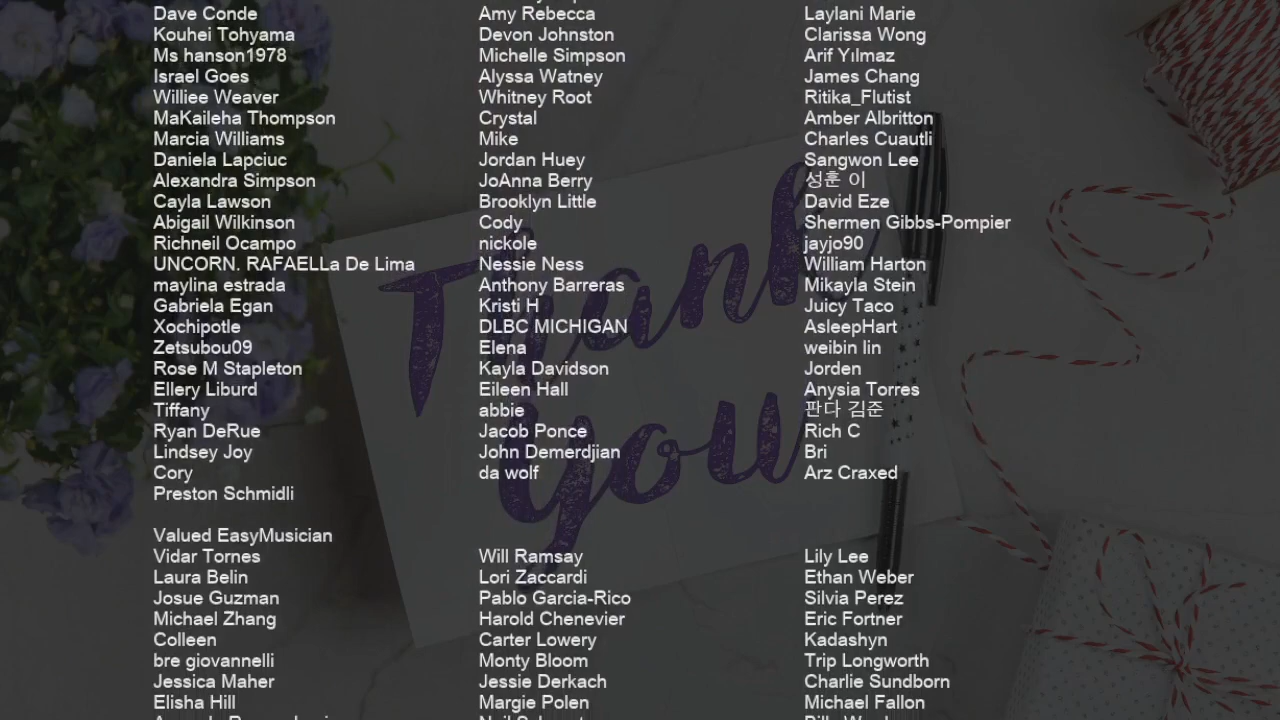 Dave Conde Amy Rebecca Laylani Marie
Kouhei Tohyama Devon Johnston Clarissa Wong
Ms hanson1978 Michelle Simpson Arif Yılmaz
Israel Goes Alyssa Watney James Chang
Williee Weaver Whitney Root Ritika_Flutist
MaKaileha Thompson Crystal Amber Albritton
Marcia Williams Mike Charles Cuautli
Daniela Lapciuc Jordan Huey Sangwon Lee
Alexandra Simpson JoAnna Berry 성훈 이
Cayla Lawson Brooklyn Little David Eze
Abigail Wilkinson Cody Shermen Gibbs-Pompier
Richneil Ocampo nickole jayjo90
UNCORN. RAFAELLa De Lima Nessie Ness William Harton
maylina estrada Anthony Barreras Mikayla Stein
Gabriela Egan Kristi H Juicy Taco
Xochipotle DLBC MICHIGAN AsleepHart
Zetsubou09 Elena weibin lin
Rose M Stapleton Kayla Davidson Jorden
Ellery Liburd Eileen Hall Anysia Torres
Tiffany abbie 판다 김준
Ryan DeRue Jacob Ponce Rich C
Lindsey Joy John Demerdjian Bri
Cory da wolf Arz Craxed
Preston Schmidli
Thank
you
Valued EasyMusician
Vidar Tornes Will Ramsay Lily Lee
Laura Belin Lori Zaccardi Ethan Weber
Josue Guzman Pablo Garcia-Rico Silvia Perez
Michael Zhang Harold Chenevier Eric Fortner
Colleen Carter Lowery Kadashyn
bre giovannelli Monty Bloom Trip Longworth
Jessica Maher Jessie Derkach Charlie Sundborn
Elisha Hill Margie Polen Michael Fallon